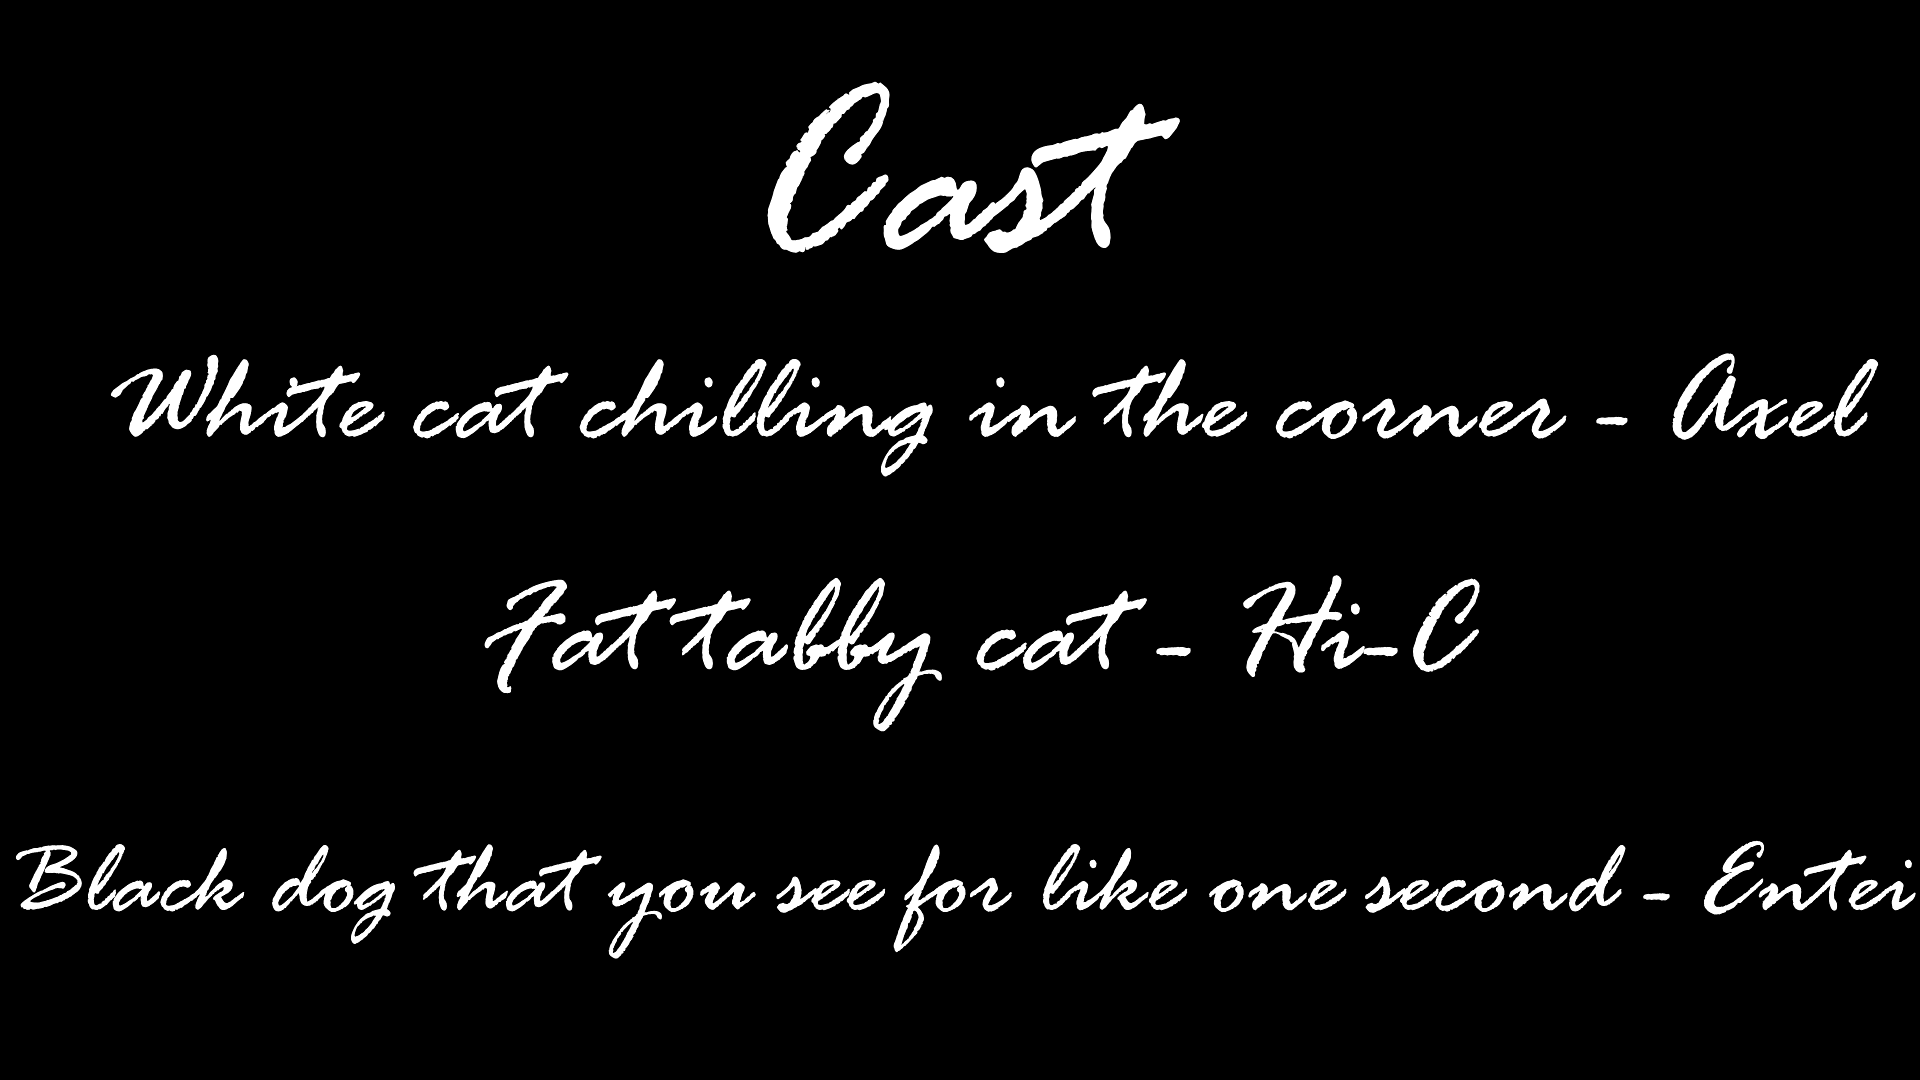 Cast
White cat chilling in the corner - Axel
Fat tabby cat - Hi-C
Black dog that you see for like one second - Entei